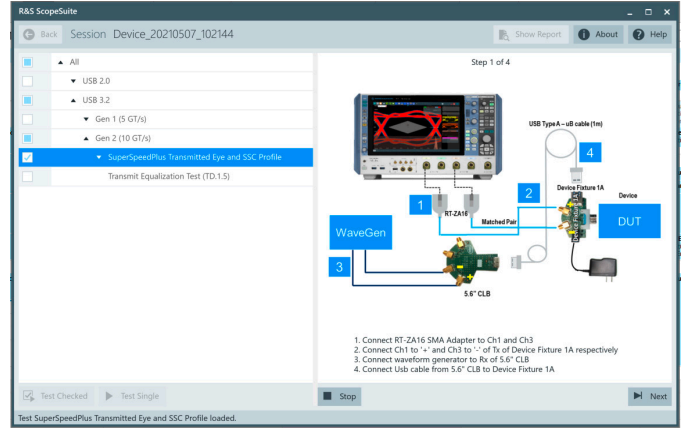 R&S ScopeSuite
Back Session Device_20210507_102144 Show Report About Help
All
USB 2.0
USB 3.2
Gen 1 (5 GT/s)
Gen 2 (10 GT/s)
SuperSpeedPlus Transmitted Eye and SSC Profile
Transmit Equalization Test (TD.1.5)
Step 1 of 4
USB Type A – uB cable (1m)
4
Device Fixture 1A
Device
2
1
RT-ZA16
Matched Pair
Device Fixture 1A
DUT
WaveGen
3
5.6" CLB
1. Connect RT-ZA16 SMA Adapter to Ch1 and Ch3
2. Connect Ch1 to '+' and Ch3 to '-' of Tx of Device Fixture 1A respectively
3. Connect waveform generator to Rx of 5.6" CLB
4. Connect Usb cable from 5.6" CLB to Device Fixture 1A
Test Checked Test Single Stop Next
Test SuperSpeedPlus Transmitted Eye and SSC Profile loaded.